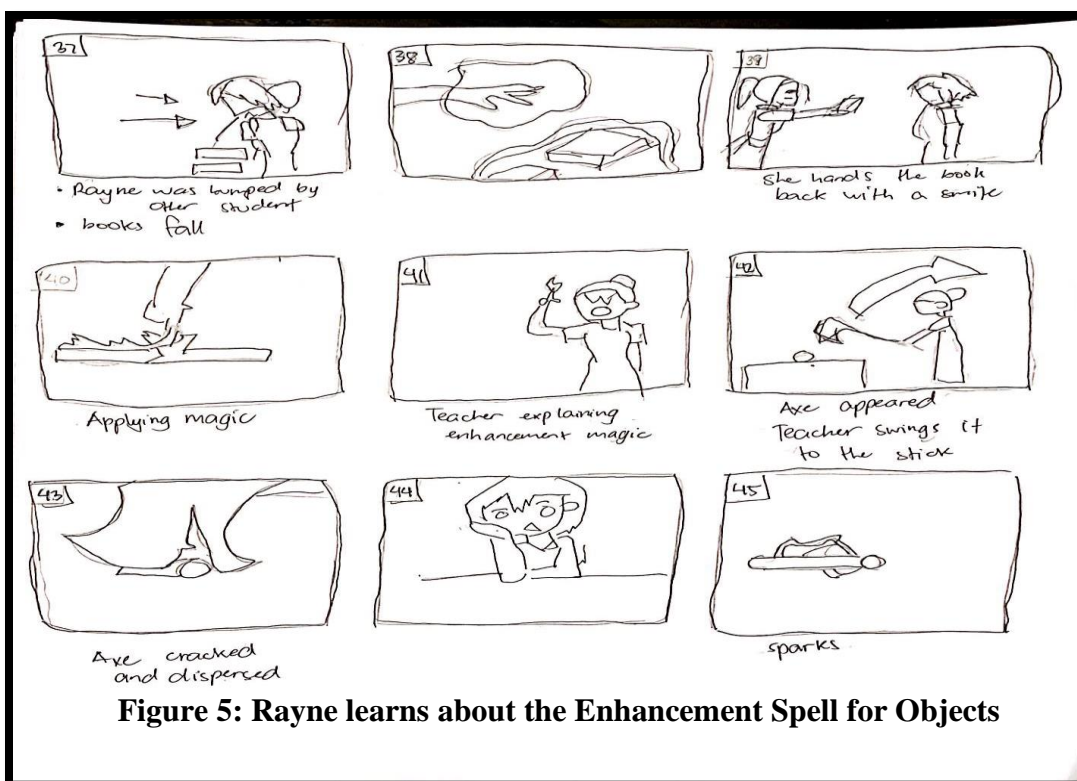 37
38
39
• Rayne was bumped by
other student
• books fall
She hands the book
back with a smile
40
41
42
Applying magic
Teacher explaining
enhancement magic
Axe appeared
Teacher swings it
to the stick
43
44
45
Axe cracked
and dispersed
sparks
Figure 5: Rayne learns about the Enhancement Spell for Objects